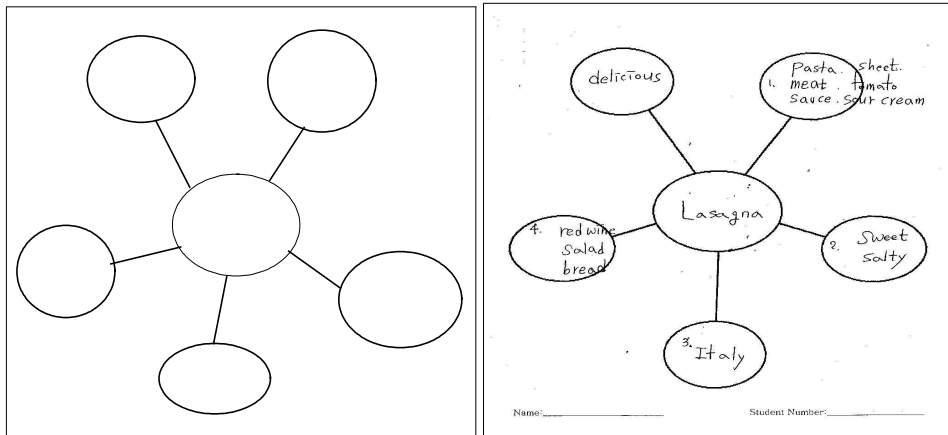 delicious
1. Pasta. sheet.
meat. tomato
sauce. sour cream
Lasagna
4. red wine
salad
bread
2. Sweet
salty
3. Italy
Name:
Student Number: